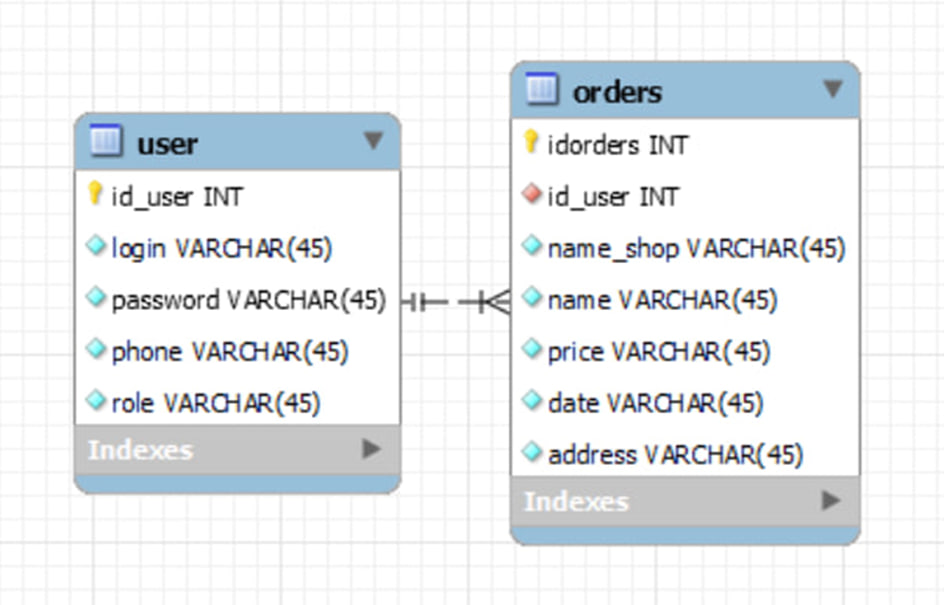 user
id_user INT
login VARCHAR(45)
password VARCHAR(45)
phone VARCHAR(45)
role VARCHAR(45)
Indexes
orders
idorders INT
id_user INT
name_shop VARCHAR(45)
name VARCHAR(45)
price VARCHAR(45)
date VARCHAR(45)
address VARCHAR(45)
Indexes